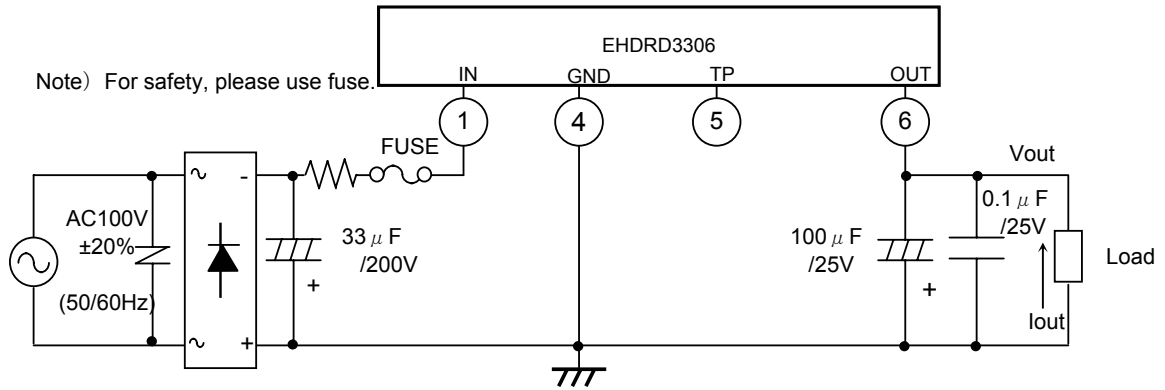 EHDRD3306
IN GND TP OUT
Note）For safety, please use fuse.
1 4 5 6
FUSE
Vout
- 
AC100V
±20%
33μF
/200V
+
0.1μF
/25V
100μF
/25V
+
Load
(50/60Hz)
Iout
+